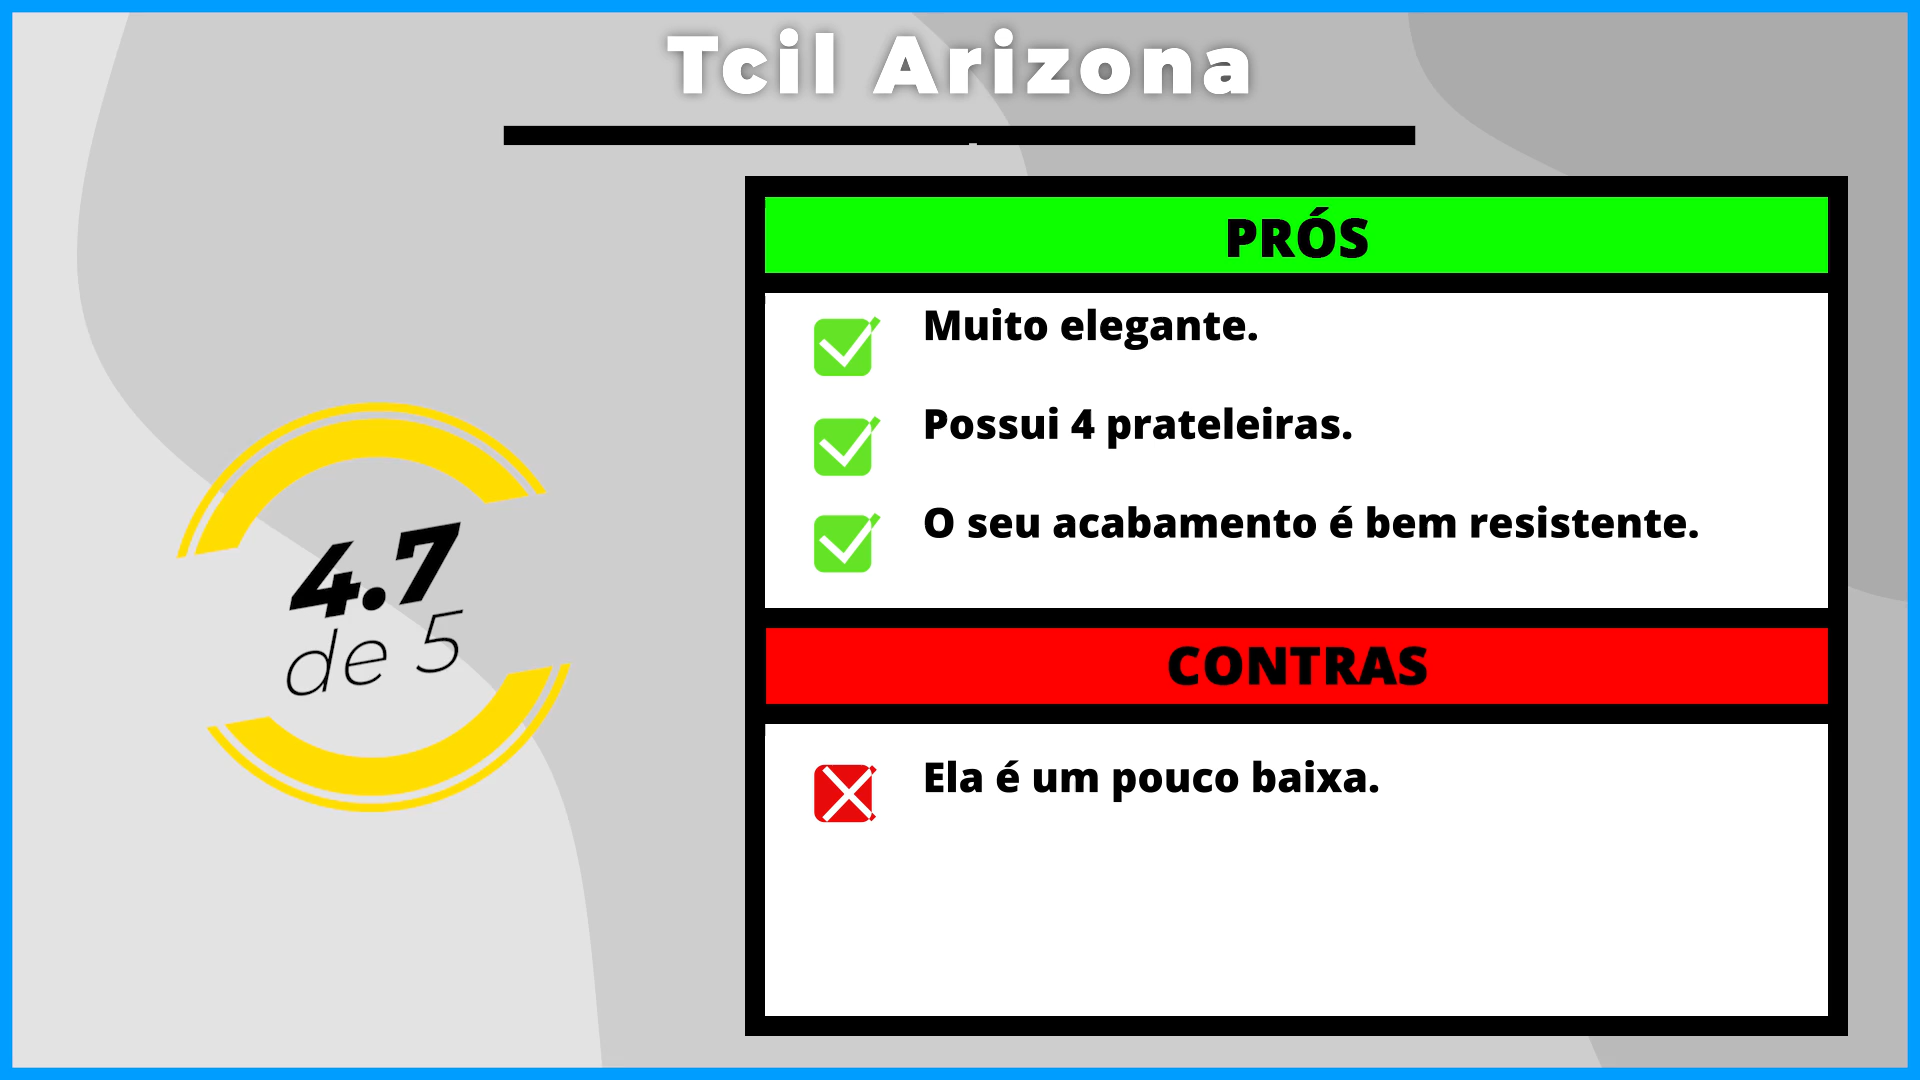 Tcil Arizona
PRÓS
Muito elegante.
Possui 4 prateleiras.
O seu acabamento é bem resistente.
4.7
de 5
CONTRAS
Ela é um pouco baixa.